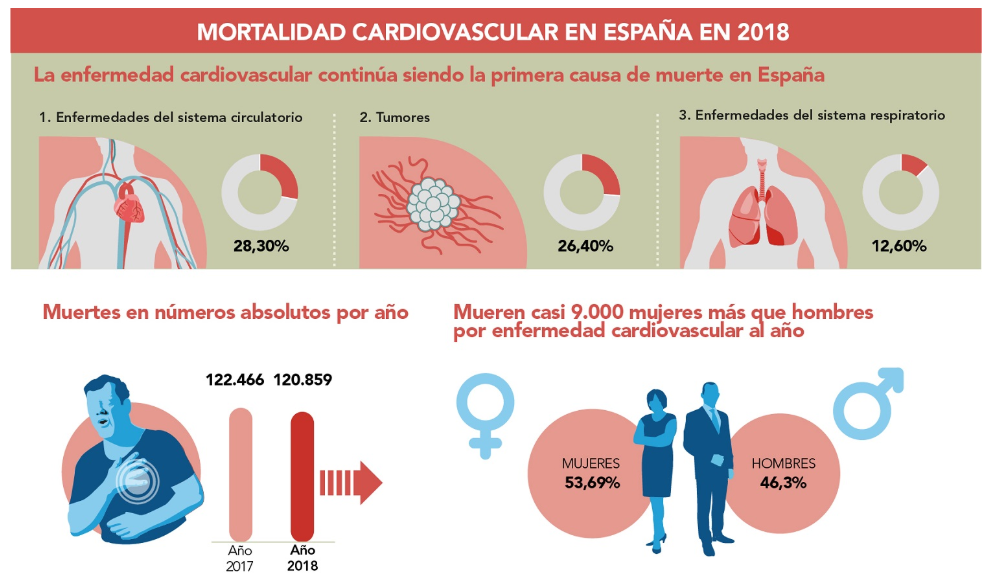 MORTALIDAD CARDIOVASCULAR EN ESPAÑA EN 2018
La enfermedad cardiovascular continúa siendo la primera causa de muerte en España
1. Enfermedades del sistema circulatorio
28,30%
2. Tumores
26,40%
3. Enfermedades del sistema respiratorio
12,60%
Muertes en números absolutos por año
122.466 120.859
Año Año
2017 2018
Mueren casi 9.000 mujeres más que hombres
por enfermedad cardiovascular al año
MUJERES
53,69%
HOMBRES
46,3%